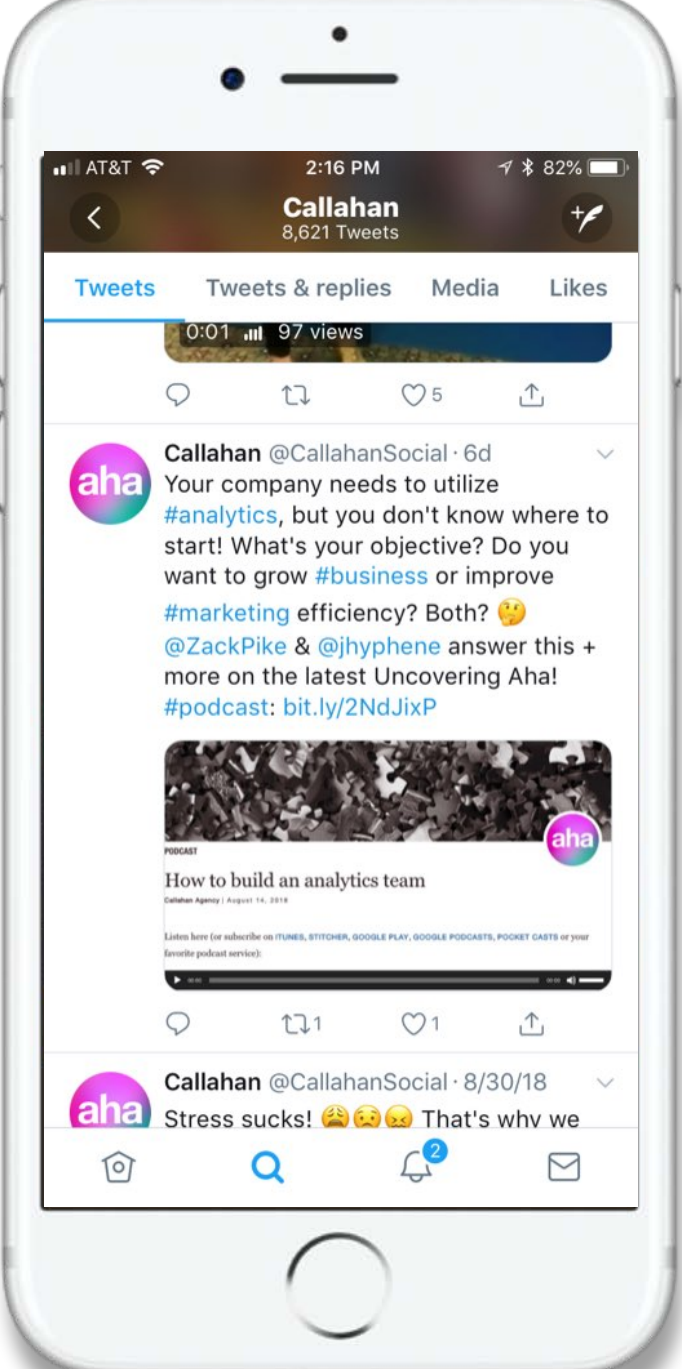 AT&T 2:16 PM 82%
Callahan
8,621 Tweets
Tweets Tweets & replies Media Likes
0:01 97 views
5
Callahan @CallahanSocial · 6d
aha
Your company needs to utilize
#analytics, but you don't know where to
start! What's your objective? Do you
want to grow #business or improve
#marketing efficiency? Both? 🤔
@ZackPike & @jhyphene answer this +
more on the latest Uncovering Aha!
#podcast: bit.ly/2NdJixP
aha
PODCAST
How to build an analytics team
Callahan Agency | August 14, 2018
Listen here (or subscribe on ITUNES, STITCHER, GOOGLE PLAY, GOOGLE PODCASTS, POCKET CASTS or your
favorite podcast service):
1 1
Callahan @CallahanSocial · 8/30/18
aha
Stress sucks! 😩😟😖 That's why we
2